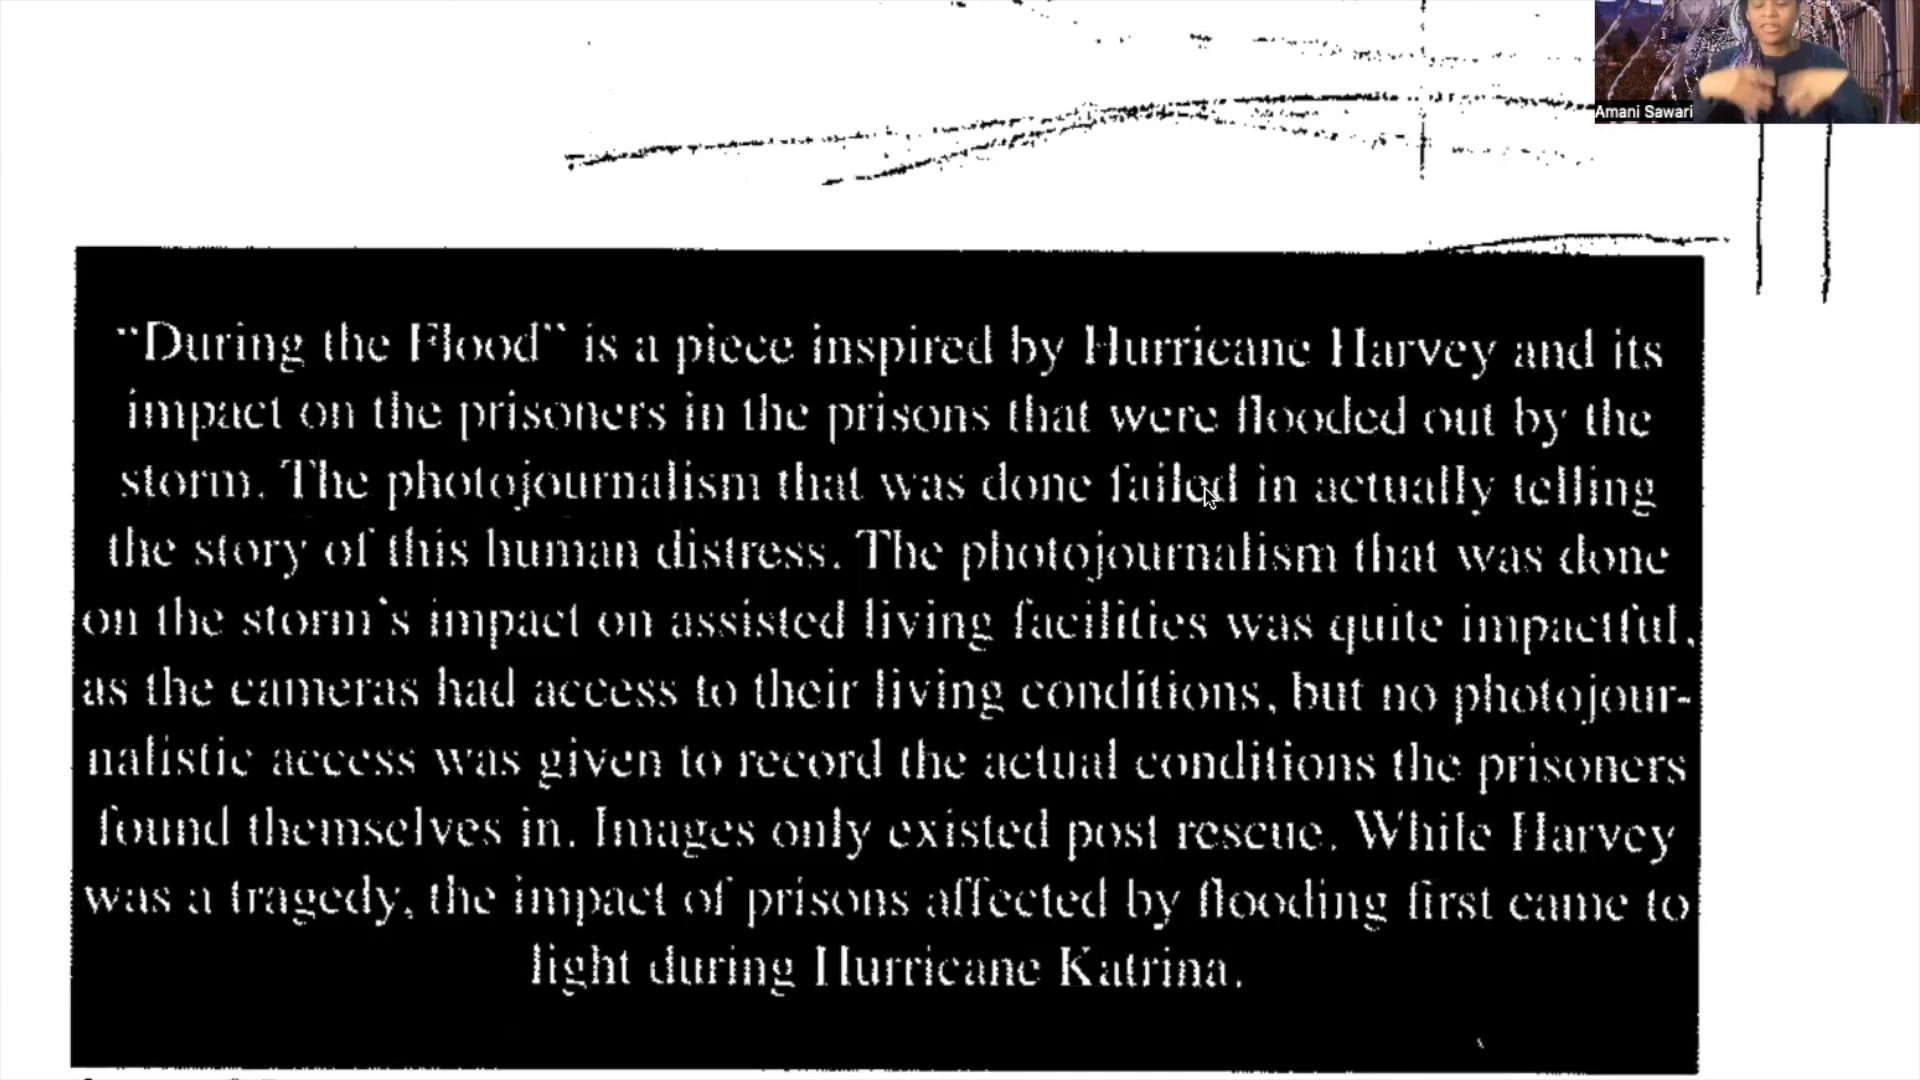 Amani Sawari
"During the Flood" is a piece inspired by Hurricane Harvey and its
impact on the prisoners in the prisons that were flooded out by the
storm. The photojournalism that was done failed in actually telling
the story of this human distress. The photojournalism that was done
on the storm's impact on assisted living facilities was quite impactful,
as the cameras had access to their living conditions, but no photojour-
nalistic access was given to record the actual conditions the prisoners
found themselves in. Images only existed post rescue. While Harvey
was a tragedy, the impact of prisons affected by flooding first came to
light during Hurricane Katrina.